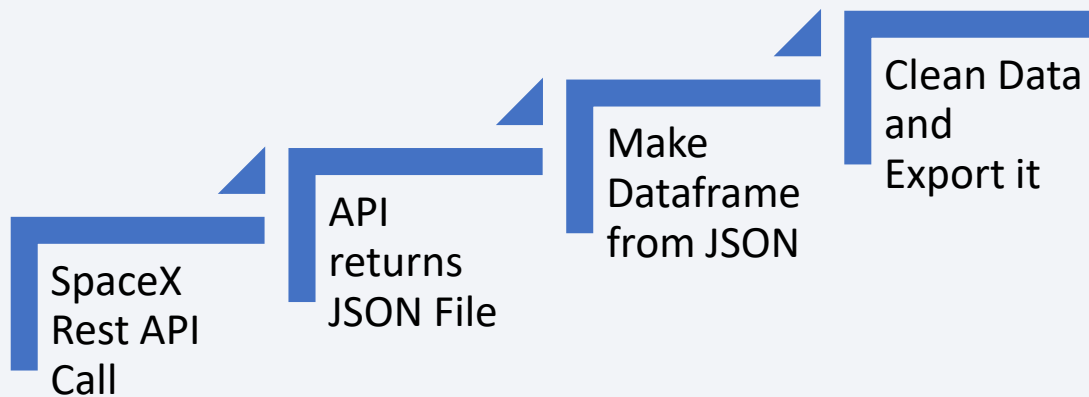 SpaceX
Rest API
Call
API
returns
JSON File
Make
Dataframe
from JSON
Clean Data
and
Export it